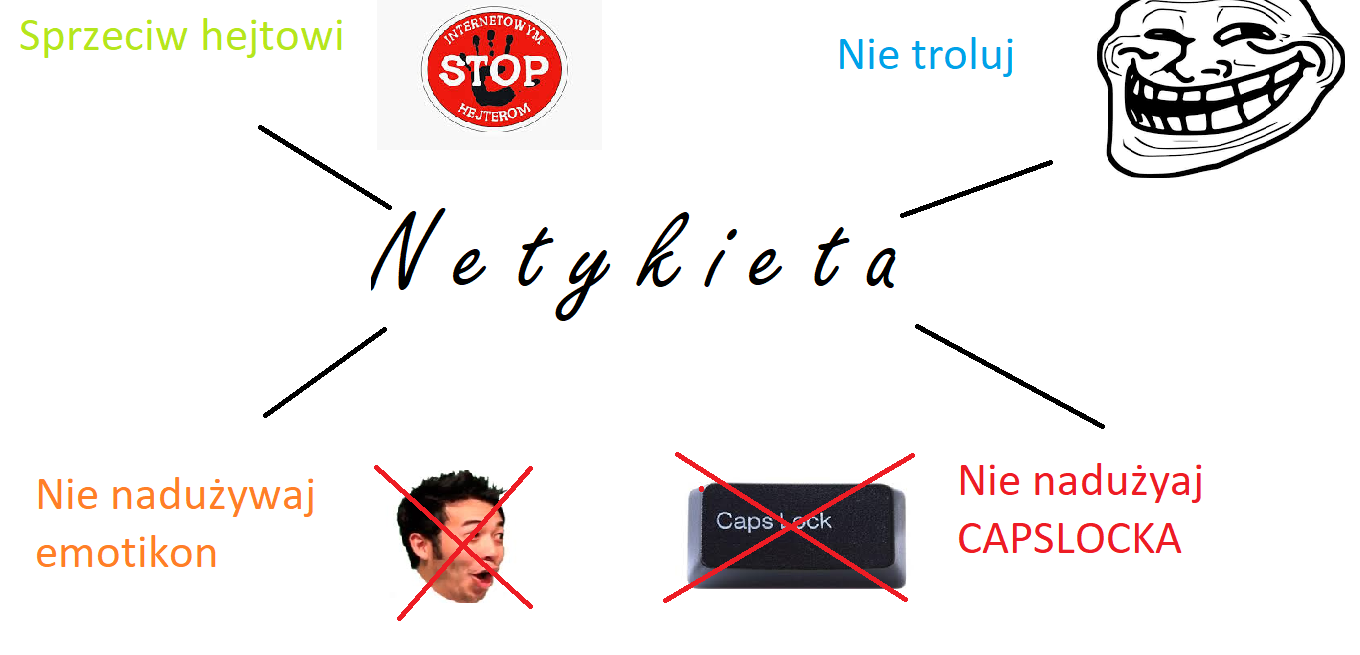 Sprzeciw hejtowi
INTERNETOWYM
STOP
HEJTEROM
Nie troluj
Netykieta
Nie nadużywaj
emotikon
Caps Lock
Nie nadużyaj
CAPSLOCKA